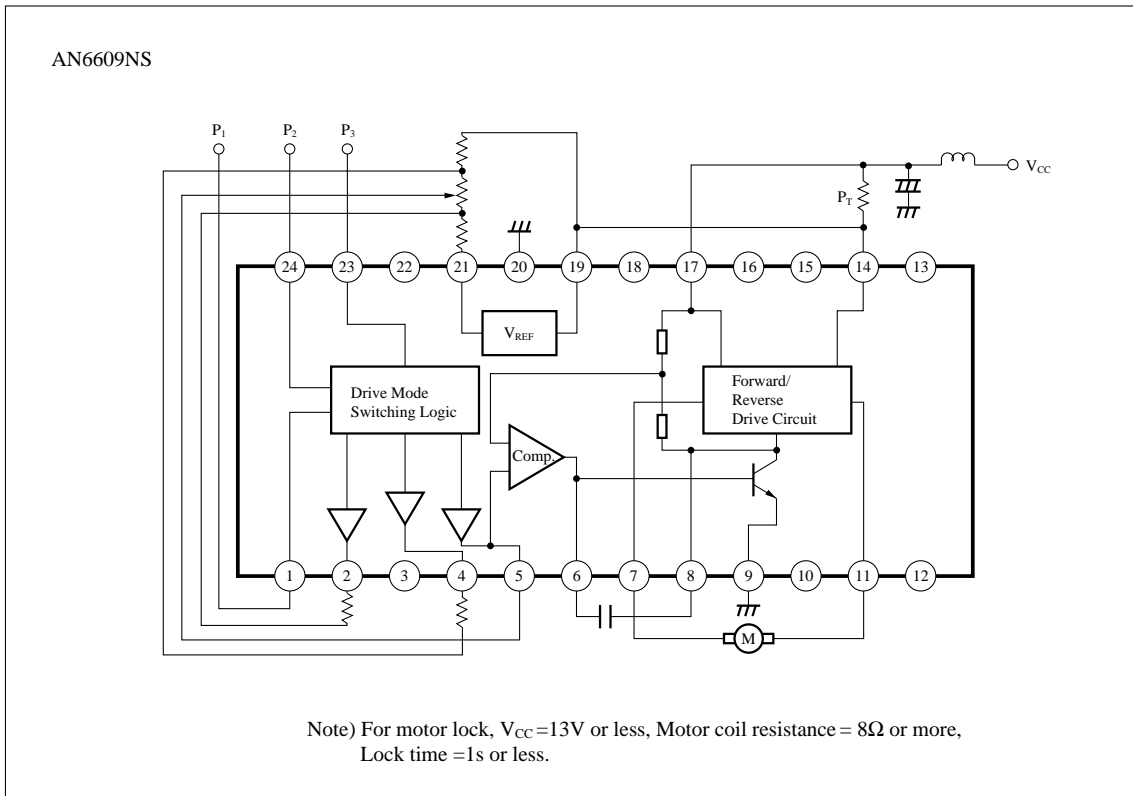 AN6609NS
P1
P2
P3
VCC
PT
24
23
22
21
20
19
18
17
16
15
14
13
VREF
Drive Mode
Switching Logic
Forward/
Reverse
Drive Circuit
Comp.
1
2
3
4
5
6
7
8
9
10
11
12
M
Note) For motor lock, VCC =13V or less, Motor coil resistance = 8Ω or more,
Lock time =1s or less.